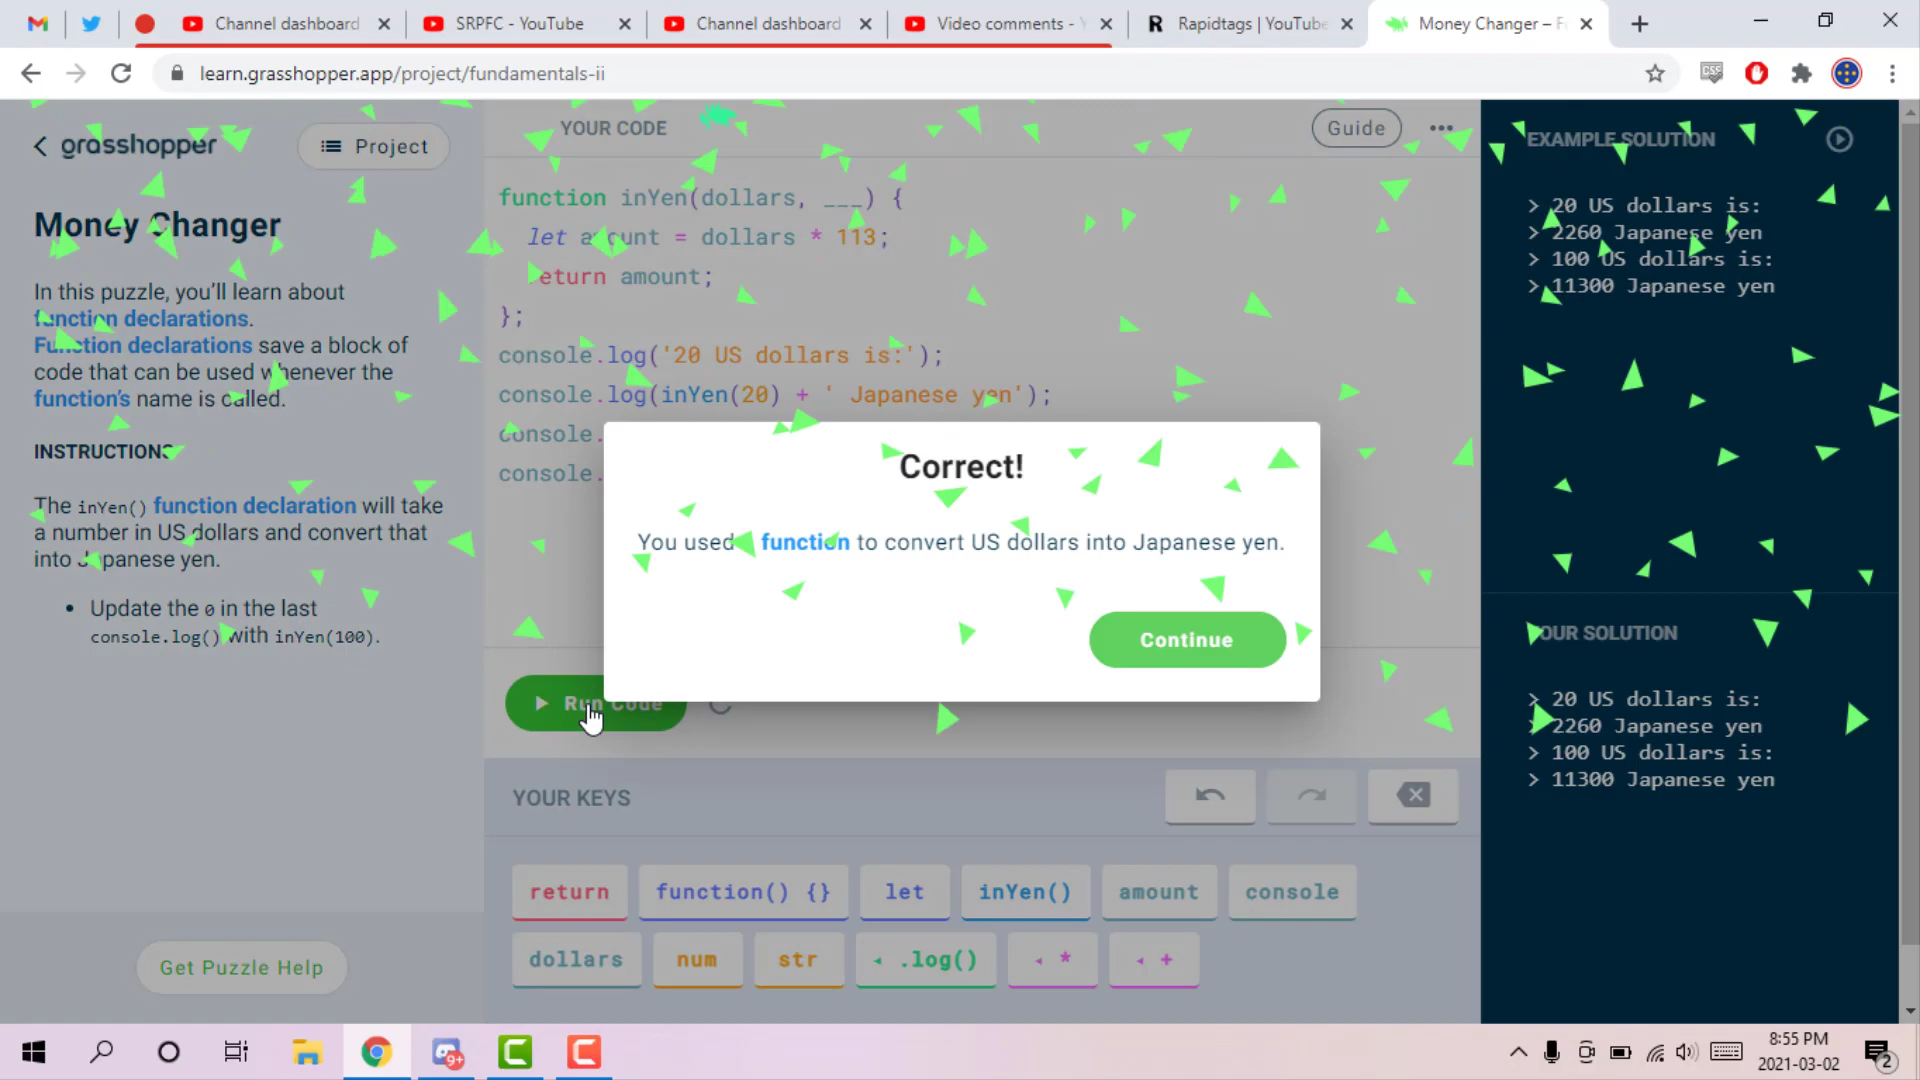 Channel dashboard
SRPFC - YouTube
Channel dashboard
Video comments -
Rapidtags | YouTube
Money Changer –
learn.grasshopper.app/project/fundamentals-ii
grasshopper
Project
Money Changer
In this puzzle, you'll learn about
function declarations.
Function declarations save a block of
code that can be used whenever the
function's name is called.
INSTRUCTIONS
The inYen() function declaration will take
a number in US dollars and convert that
into Japanese yen.
• Update the 0 in the last
console.log() with inYen(100).
Get Puzzle Help
YOUR CODE
Guide
function inYen(dollars, ___) {
let amount = dollars * 113;
return amount;
};
console.log('20 US dollars is:');
console.log(inYen(20) + ' Japanese yen');
console.
console.
Correct!
You used function to convert US dollars into Japanese yen.
Continue
Run Code
YOUR KEYS
return
function() {}
let
inYen()
amount
console
dollars
num
str
.log()
*
+
EXAMPLE SOLUTION
> 20 US dollars is:
> 2260 Japanese yen
> 100 US dollars is:
> 11300 Japanese yen
YOUR SOLUTION
> 20 US dollars is:
> 2260 Japanese yen
> 100 US dollars is:
> 11300 Japanese yen
9+
8:55 PM
2021-03-02
2